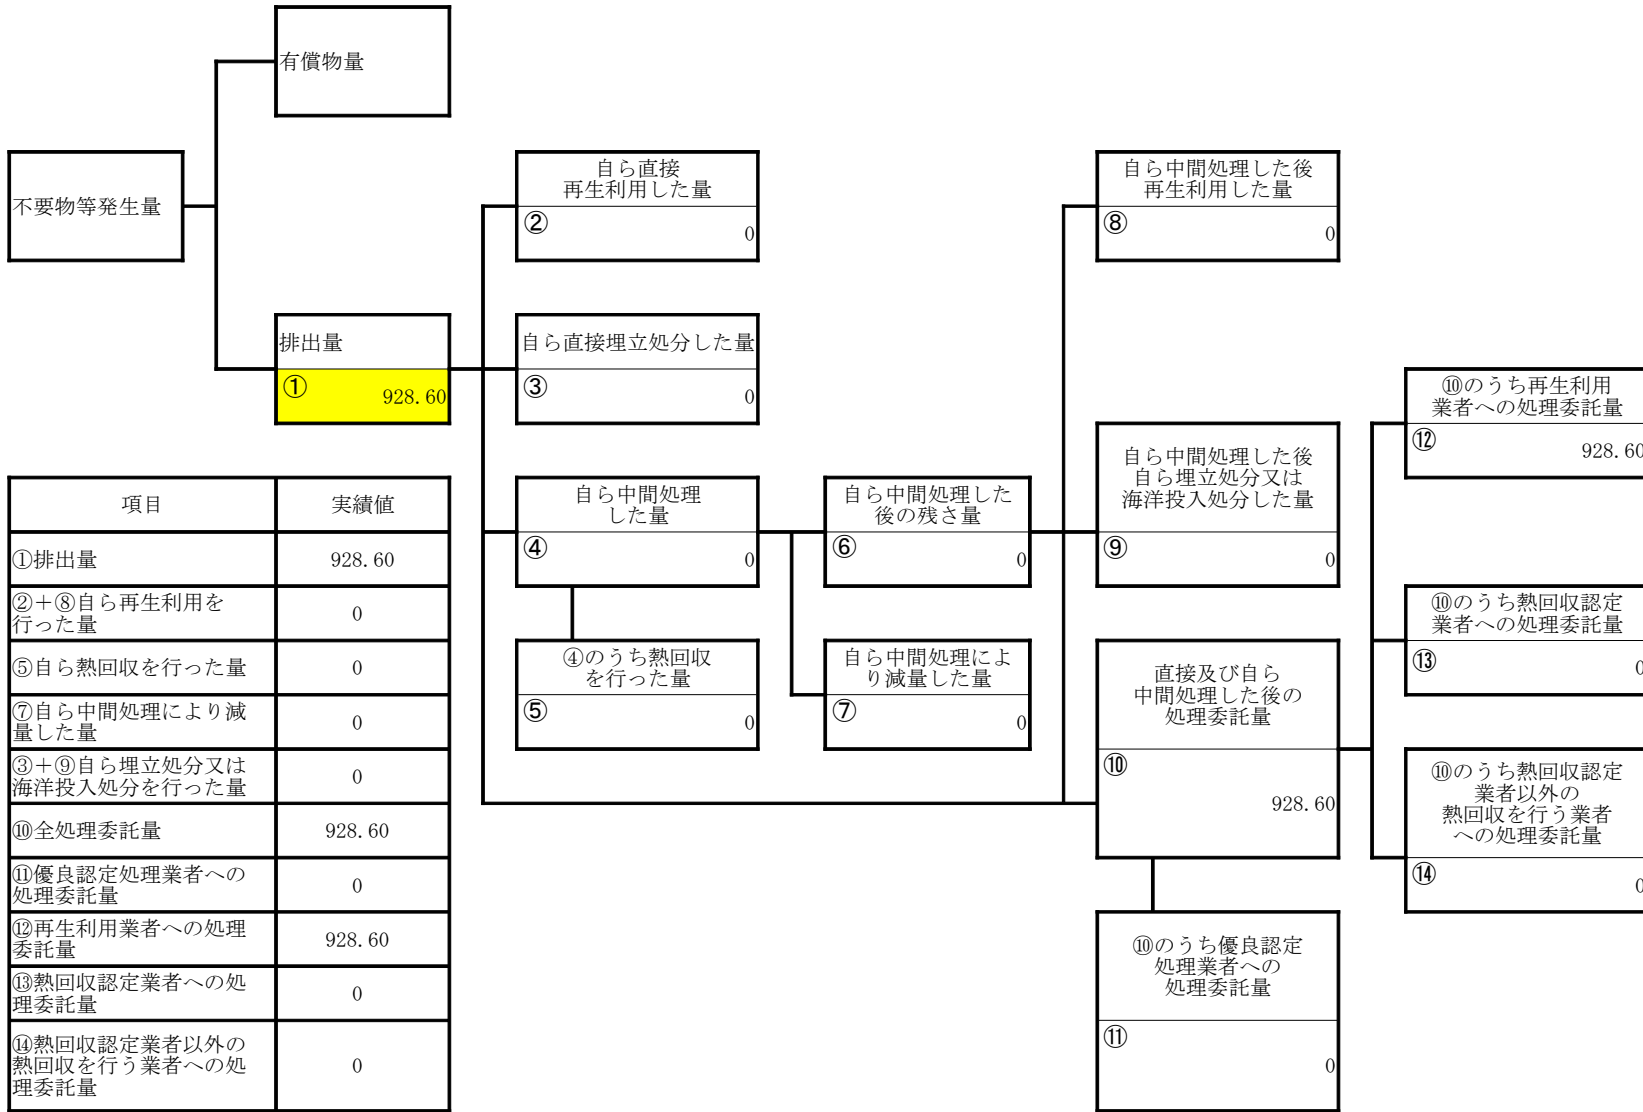 有償物量
不要物等発生量
排出量
①
928.60
自ら直接
再生利用した量
②
0
自ら直接埋立処分した量
③
0
自ら中間処理
した量
④
0
④のうち熱回収
を行った量
⑤
0
自ら中間処理した
後の残さ量
⑥
0
自ら中間処理によ
り減量した量
⑦
0
自ら中間処理した後
再生利用した量
⑧
0
自ら中間処理した後
自ら埋立処分又は
海洋投入処分した量
⑨
0
直接及び自ら
中間処理した後の
処理委託量
⑩
928.60
⑩のうち優良認定
処理業者への
処理委託量
⑪
0
⑩のうち再生利用
業者への処理委託量
⑫
928.60
⑩のうち熱回収認定
業者への処理委託量
⑬
0
⑩のうち熱回収認定
業者以外の
熱回収を行う業者
への処理委託量
⑭
0
項目
実績値
①排出量
928.60
②+⑧自ら再生利用を
行った量
0
⑤自ら熱回収を行った量
0
⑦自ら中間処理により減
量した量
0
③+⑨自ら埋立処分又は
海洋投入処分を行った量
0
⑩全処理委託量
928.60
⑪優良認定処理業者への
処理委託量
0
⑫再生利用業者への処理
委託量
928.60
⑬熱回収認定業者への処
理委託量
0
⑭熱回収認定業者以外の
熱回収を行う業者への処
理委託量
0